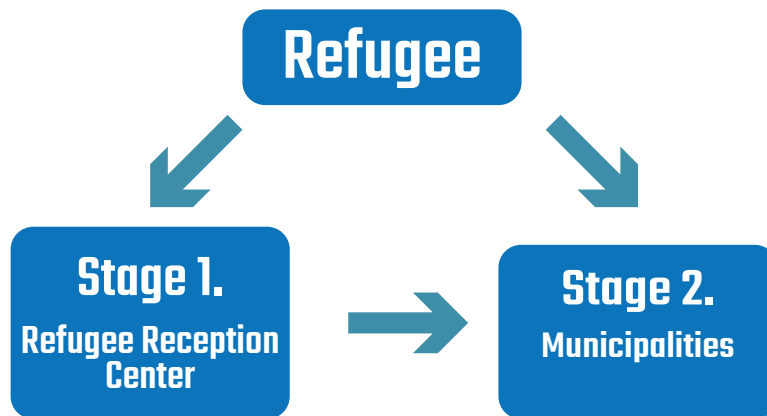 Refugee
Stage 1.
Refugee Reception
Center
Stage 2.
Municipalities